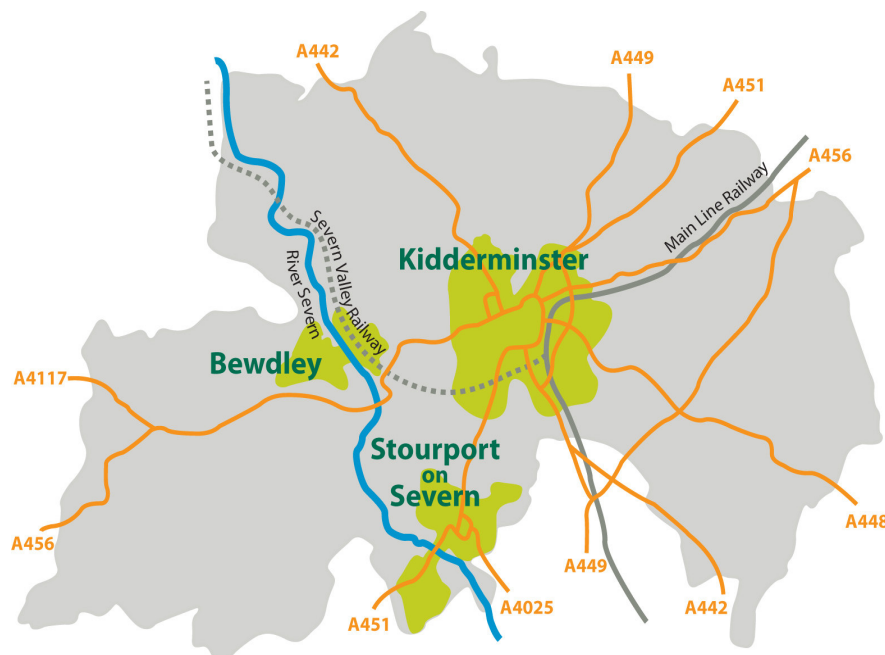 A442
A449
A451
A456
Main Line Railway
Severn Valley Railway
River Severn
Kidderminster
Bewdley
A4117
Stourport
on
Severn
A456
A448
A449
A442
A4025
A451